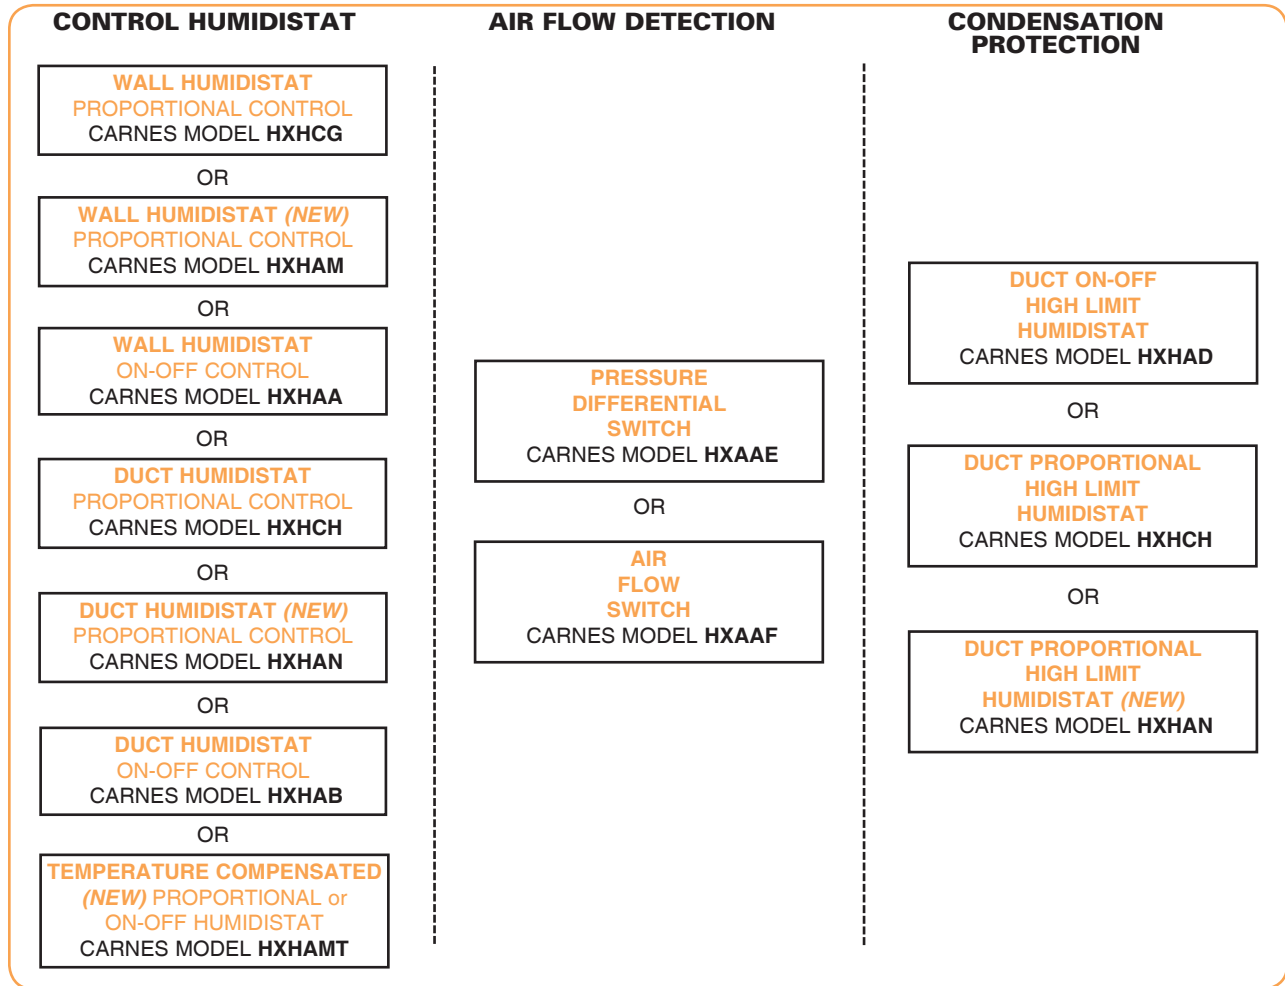 CONTROL HUMIDISTAT
WALL HUMIDISTAT
PROPORTIONAL CONTROL
CARNES MODEL HXHCG
OR
WALL HUMIDISTAT (NEW)
PROPORTIONAL CONTROL
CARNES MODEL HXHAM
OR
WALL HUMIDISTAT
ON-OFF CONTROL
CARNES MODEL HXHAA
OR
DUCT HUMIDISTAT
PROPORTIONAL CONTROL
CARNES MODEL HXHCH
OR
DUCT HUMIDISTAT (NEW)
PROPORTIONAL CONTROL
CARNES MODEL HXHAN
OR
DUCT HUMIDISTAT
ON-OFF CONTROL
CARNES MODEL HXHAB
OR
TEMPERATURE COMPENSATED
(NEW) PROPORTIONAL or
ON-OFF HUMIDISTAT
CARNES MODEL HXHAMT
AIR FLOW DETECTION
PRESSURE
DIFFERENTIAL
SWITCH
CARNES MODEL HXAAE
OR
AIR
FLOW
SWITCH
CARNES MODEL HXAAF
CONDENSATION
PROTECTION
DUCT ON-OFF
HIGH LIMIT
HUMIDISTAT
CARNES MODEL HXHAD
OR
DUCT PROPORTIONAL
HIGH LIMIT
HUMIDISTAT
CARNES MODEL HXHCH
OR
DUCT PROPORTIONAL
HIGH LIMIT
HUMIDISTAT (NEW)
CARNES MODEL HXHAN